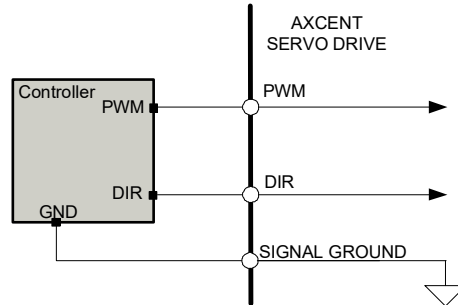 AXCENT
SERVO DRIVE
Controller
PWM
PWM
DIR
DIR
GND
SIGNAL GROUND